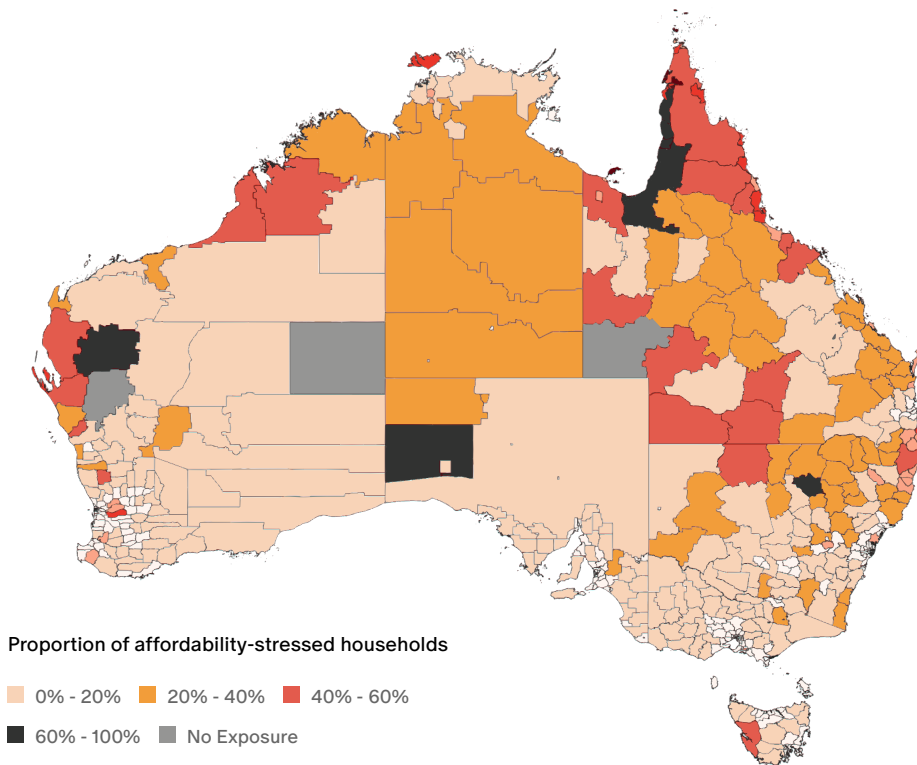 Proportion of affordability-stressed households
0% - 20% 20% - 40% 40% - 60%
60% - 100% No Exposure